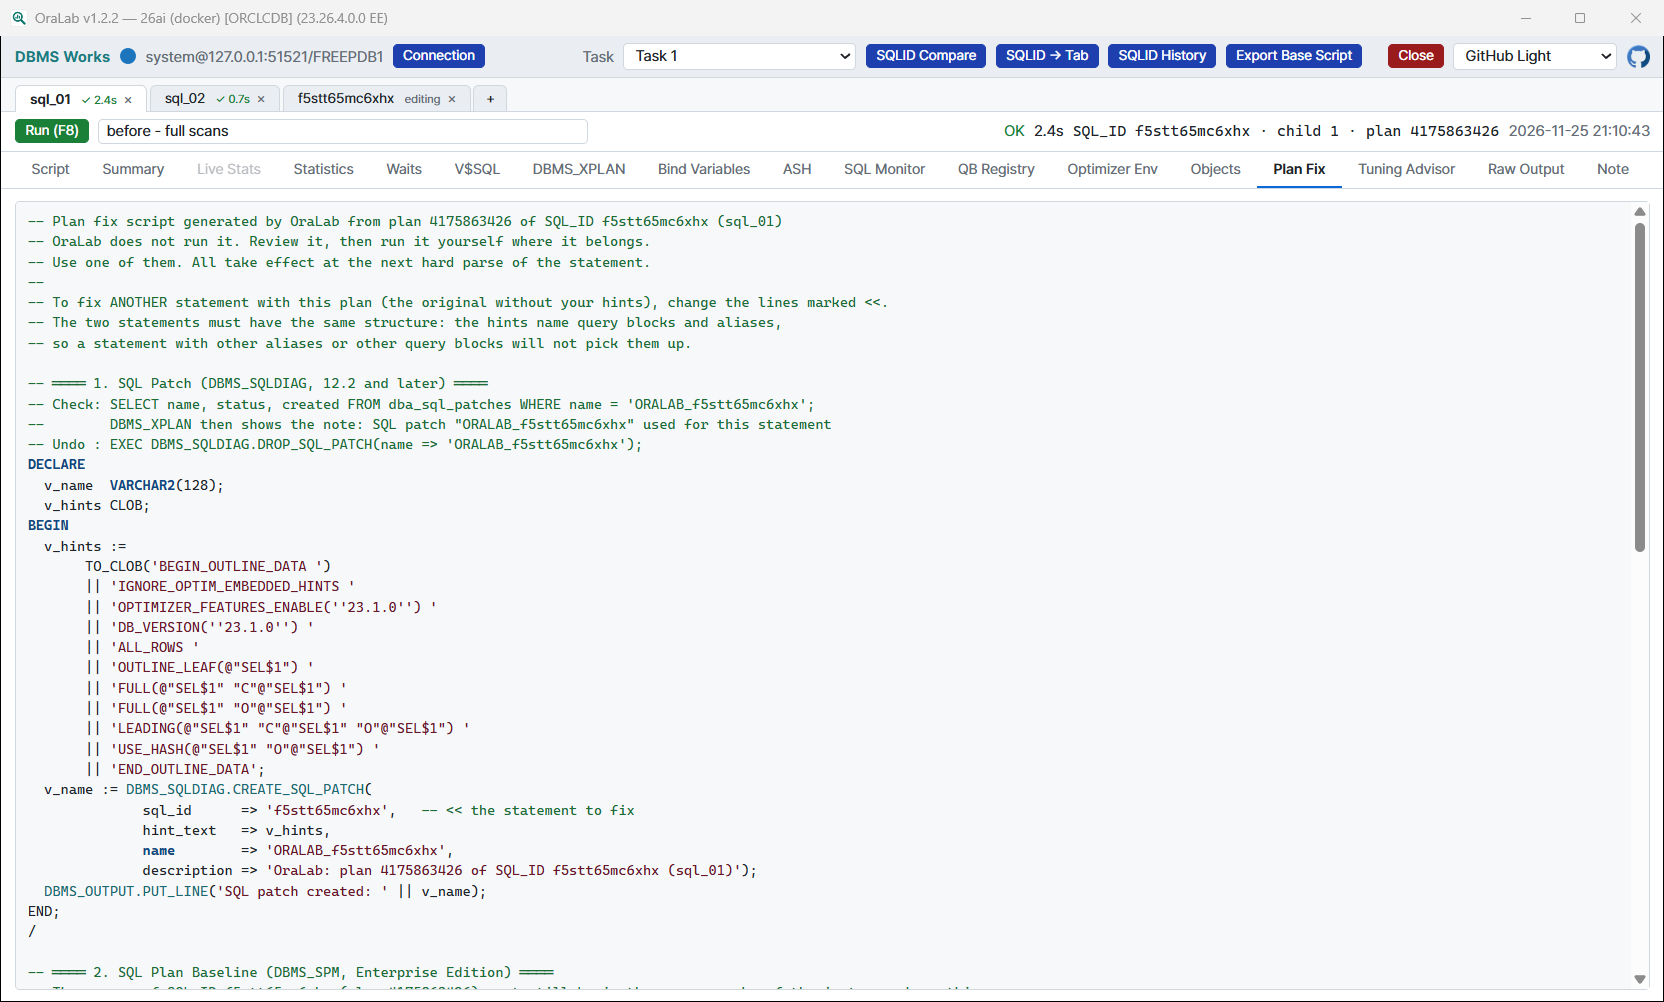 OraLab v1.2.2 — 26ai (docker) [ORCLCDB] (23.26.4.0.0 EE)
DBMS Works system@127.0.0.1:51521/FREEPDB1 Connection Task Task 1 SQLID Compare SQLID → Tab SQLID History Export Base Script Close GitHub Light
sql_01 ✓ 2.4s × sql_02 ✓ 0.7s × f5stt65mc6xhx editing × +
Run (F8) before - full scans OK 2.4s SQL_ID f5stt65mc6xhx · child 1 · plan 4175863426 2026-11-25 21:10:43
Script Summary Live Stats Statistics Waits V$SQL DBMS_XPLAN Bind Variables ASH SQL Monitor QB Registry Optimizer Env Objects Plan Fix Tuning Advisor Raw Output Note
-- Plan fix script generated by OraLab from plan 4175863426 of SQL_ID f5stt65mc6xhx (sql_01)
-- OraLab does not run it. Review it, then run it yourself where it belongs.
-- Use one of them. All take effect at the next hard parse of the statement.
--
-- To fix ANOTHER statement with this plan (the original without your hints), change the lines marked <<.
-- The two statements must have the same structure: the hints name query blocks and aliases,
-- so a statement with other aliases or other query blocks will not pick them up.
-- ════ 1. SQL Patch (DBMS_SQLDIAG, 12.2 and later) ════
-- Check: SELECT name, status, created FROM dba_sql_patches WHERE name = 'ORALAB_f5stt65mc6xhx';
-- DBMS_XPLAN then shows the note: SQL patch "ORALAB_f5stt65mc6xhx" used for this statement
-- Undo : EXEC DBMS_SQLDIAG.DROP_SQL_PATCH(name => 'ORALAB_f5stt65mc6xhx');
DECLARE
v_name VARCHAR2(128);
v_hints CLOB;
BEGIN
v_hints :=
TO_CLOB('BEGIN_OUTLINE_DATA ')
|| 'IGNORE_OPTIM_EMBEDDED_HINTS '
|| 'OPTIMIZER_FEATURES_ENABLE(''23.1.0'') '
|| 'DB_VERSION(''23.1.0'') '
|| 'ALL_ROWS '
|| 'OUTLINE_LEAF(@"SEL$1") '
|| 'FULL(@"SEL$1" "C"@"SEL$1") '
|| 'FULL(@"SEL$1" "O"@"SEL$1") '
|| 'LEADING(@"SEL$1" "C"@"SEL$1" "O"@"SEL$1") '
|| 'USE_HASH(@"SEL$1" "O"@"SEL$1") '
|| 'END_OUTLINE_DATA';
v_name := DBMS_SQLDIAG.CREATE_SQL_PATCH(
sql_id => 'f5stt65mc6xhx', -- << the statement to fix
hint_text => v_hints,
name => 'ORALAB_f5stt65mc6xhx',
description => 'OraLab: plan 4175863426 of SQL_ID f5stt65mc6xhx (sql_01)');
DBMS_OUTPUT.PUT_LINE('SQL patch created: ' || v_name);
END;
/
-- ════ 2. SQL Plan Baseline (DBMS_SPM, Enterprise Edition) ════